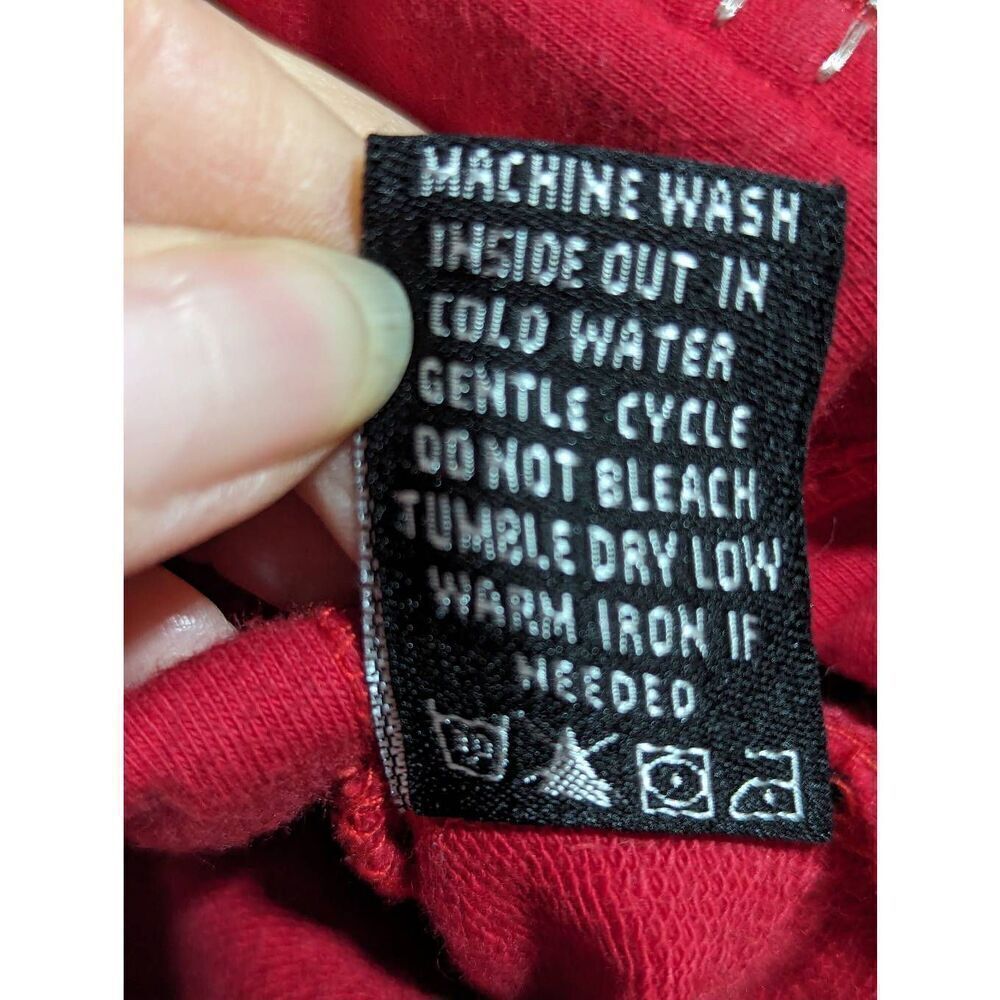 MACHINE WASH
INSIDE OUT IN
COLD WATER
GENTLE CYCLE
DO NOT BLEACH
TUMBLE DRY LOW
WARM IRON IF
NEEDED